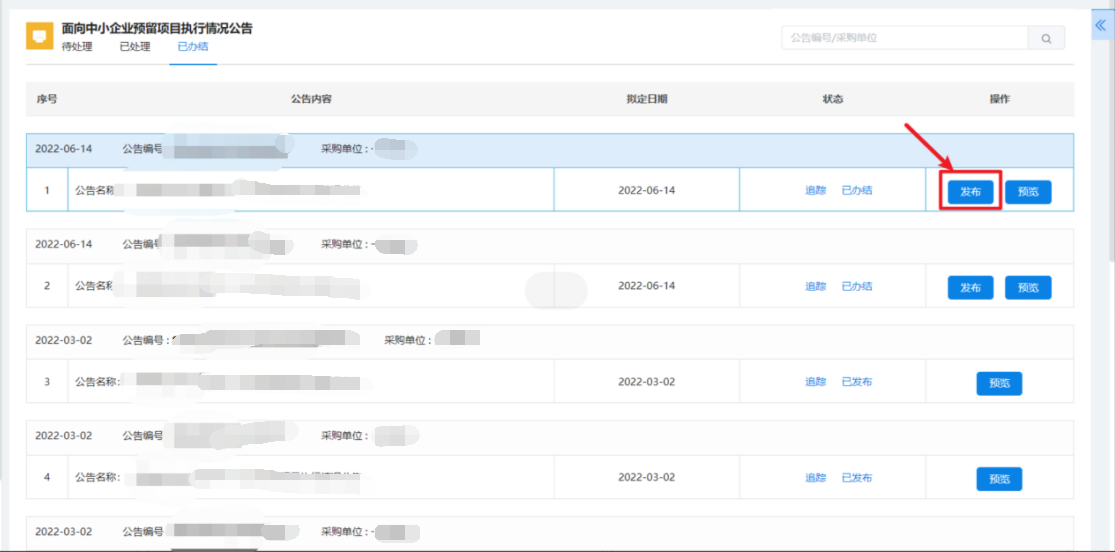 面向中小企业预留项目执行情况公告
待处理 已处理 已办结
公告编号/采购单位
序号 公告内容 拟定日期 状态 操作
2022-06-14 公告编号 采购单位:
1 公告名称 2022-06-14 追踪 已办结 发布 预览
2022-06-14 公告编号 采购单位:
2 公告名称 2022-06-14 追踪 已办结 发布 预览
2022-03-02 公告编号: 采购单位:
3 公告名称: 2022-03-02 追踪 已发布 预览
2022-03-02 公告编号 采购单位:
4 公告名称: 2022-03-02 追踪 已发布 预览
2022-03-02 公告编号 采购单位: